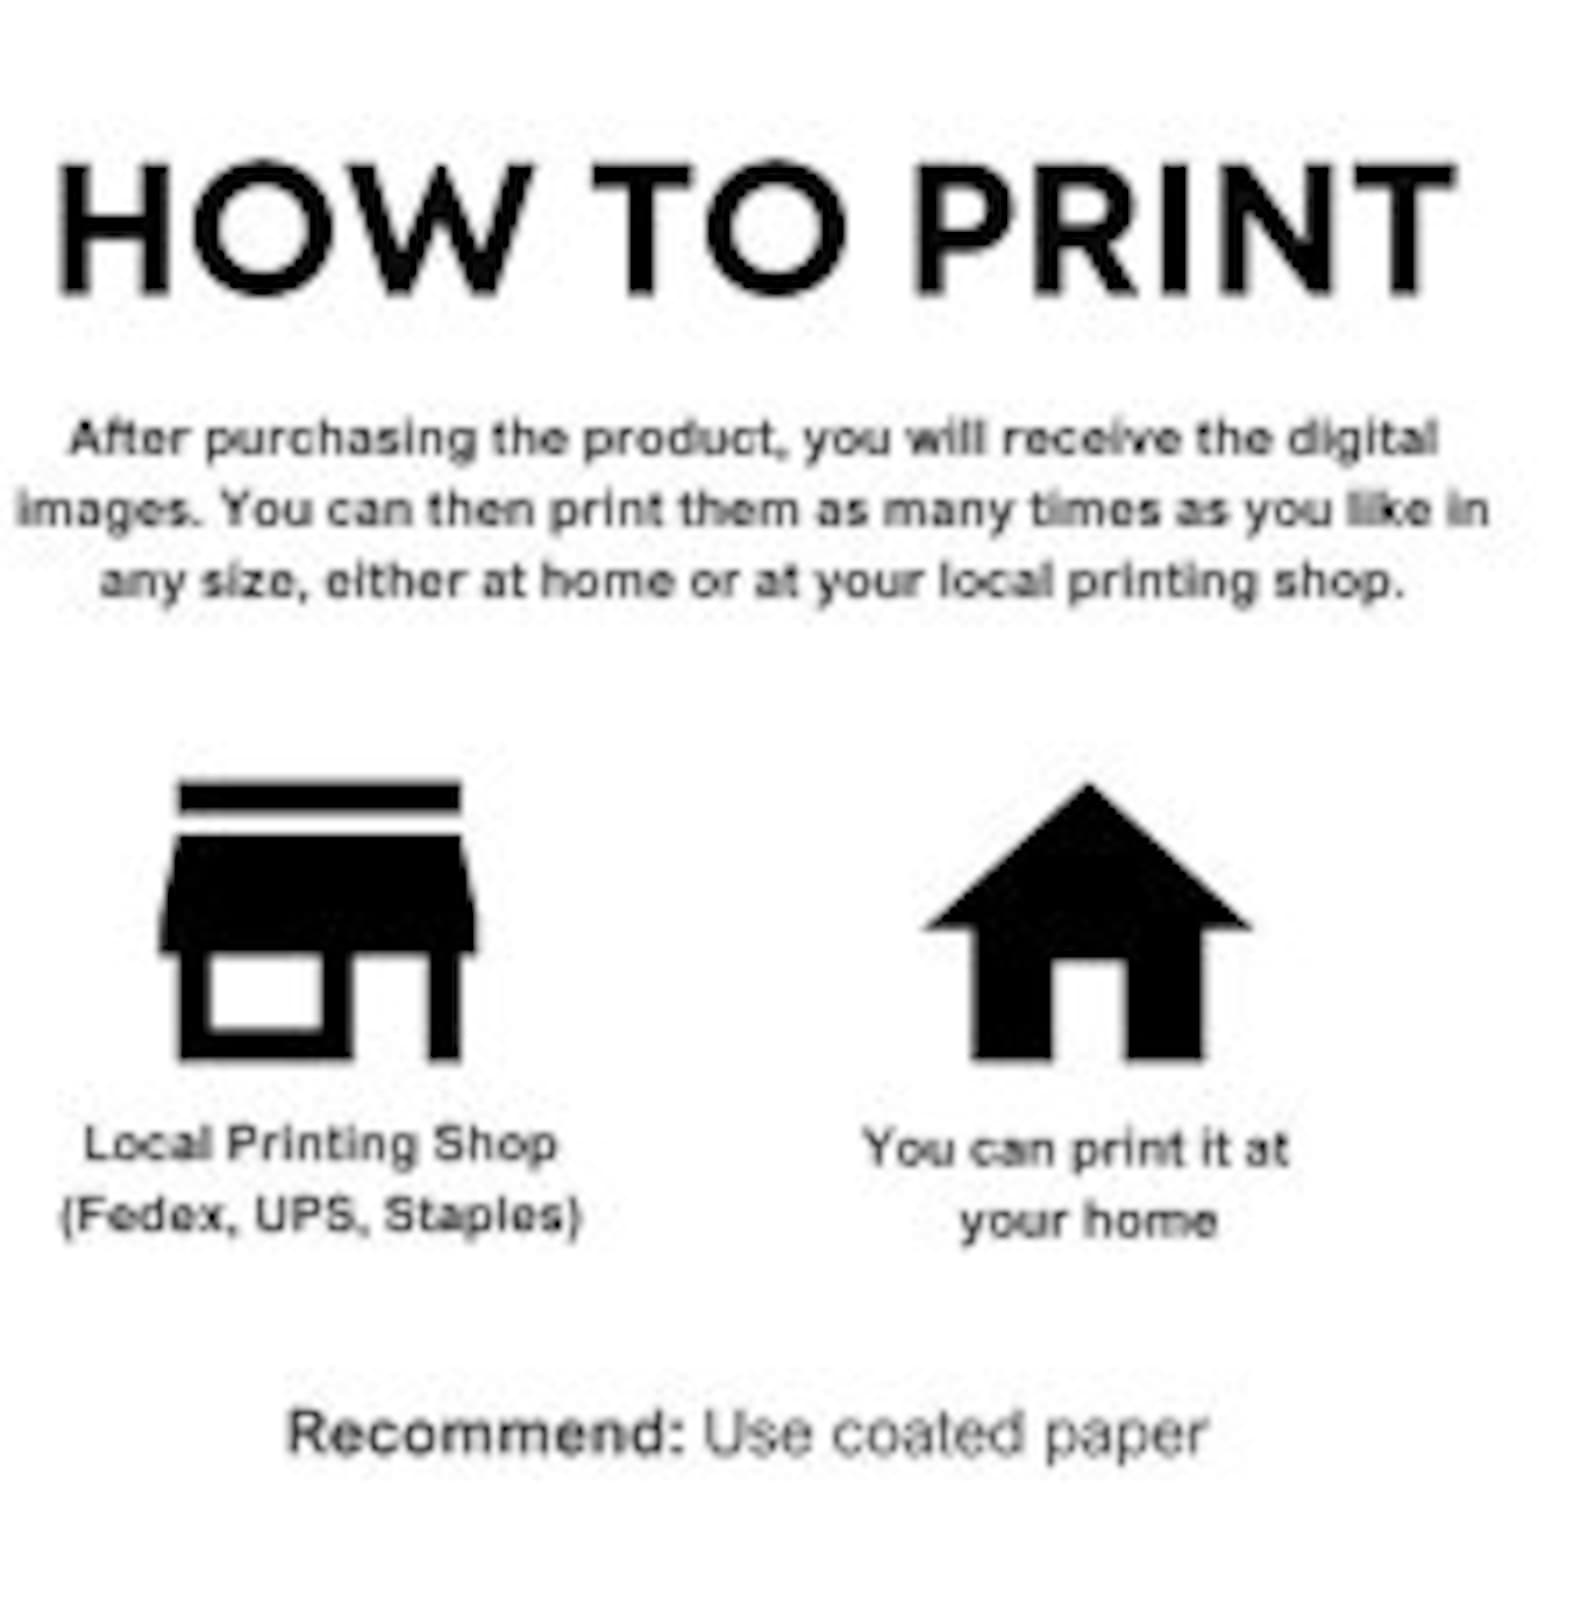 HOW TO PRINT
After purchasing the product, you will receive the digital
images. You can then print them as many times as you like in
any size, either at home or at your local printing shop.
Local Printing Shop
(Fedex, UPS, Staples)
You can print it at
your home
Recommend: Use coated paper